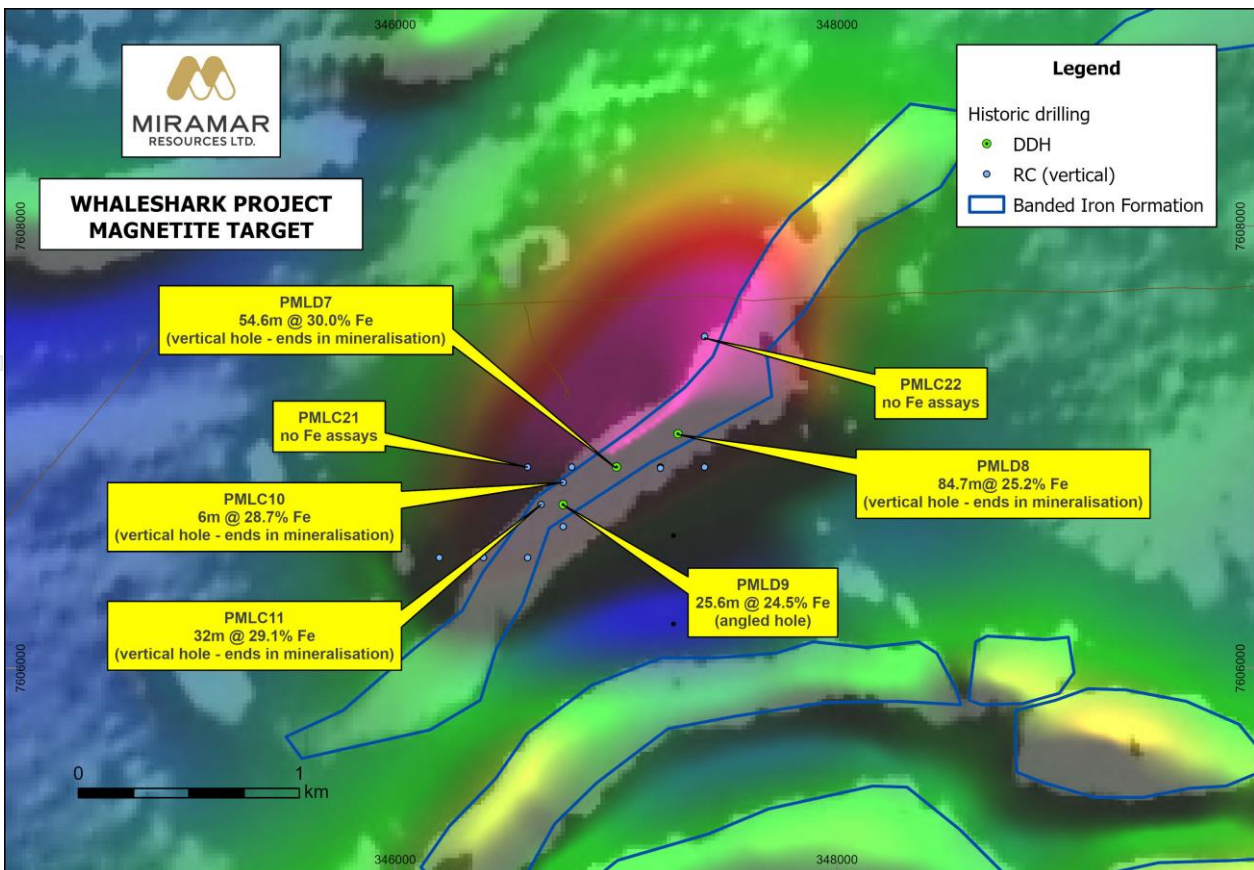 346000
348000
MIRAMAR
RESOURCES LTD.
WHALESHARK PROJECT
MAGNETITE TARGET
Legend
Historic drilling
DDH
RC (vertical)
Banded Iron Formation
7608000
7608000
PMLD7
54.6m @ 30.0% Fe
(vertical hole - ends in mineralisation)
PMLC22
no Fe assays
PMLC21
no Fe assays
PMLD8
84.7m@ 25.2% Fe
(vertical hole - ends in mineralisation)
PMLC10
6m @ 28.7% Fe
(vertical hole - ends in mineralisation)
PMLD9
25.6m @ 24.5% Fe
(angled hole)
PMLC11
32m @ 29.1% Fe
(vertical hole - ends in mineralisation)
7606000
7606000
0 1
km
346000
348000